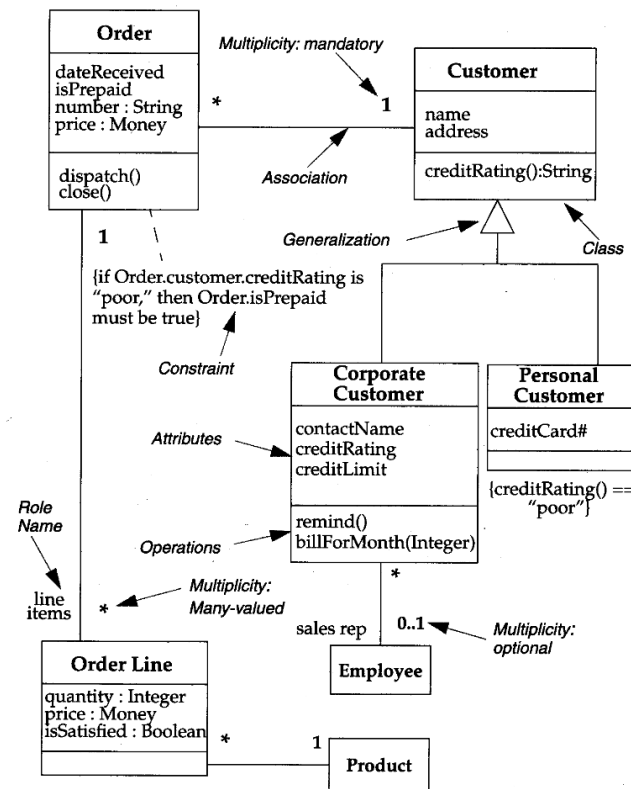 Order
dateReceived
isPrepaid
number : String
price : Money
dispatch()
close()
Multiplicity: mandatory
*
1
Association
Customer
name
address
creditRating():String
Generalization
Class
1
{if Order.customer.creditRating is
“poor,” then Order.isPrepaid
must be true}
Constraint
Corporate
Customer
contactName
creditRating
creditLimit
remind()
billForMonth(Integer)
Attributes
Operations
Personal
Customer
creditCard#
{creditRating() ==
“poor”}
Role
Name
line
items
*
Multiplicity:
Many-valued
*
sales rep
0..1
Multiplicity:
optional
Employee
Order Line
quantity : Integer
price : Money
isSatisfied : Boolean
*
1
Product